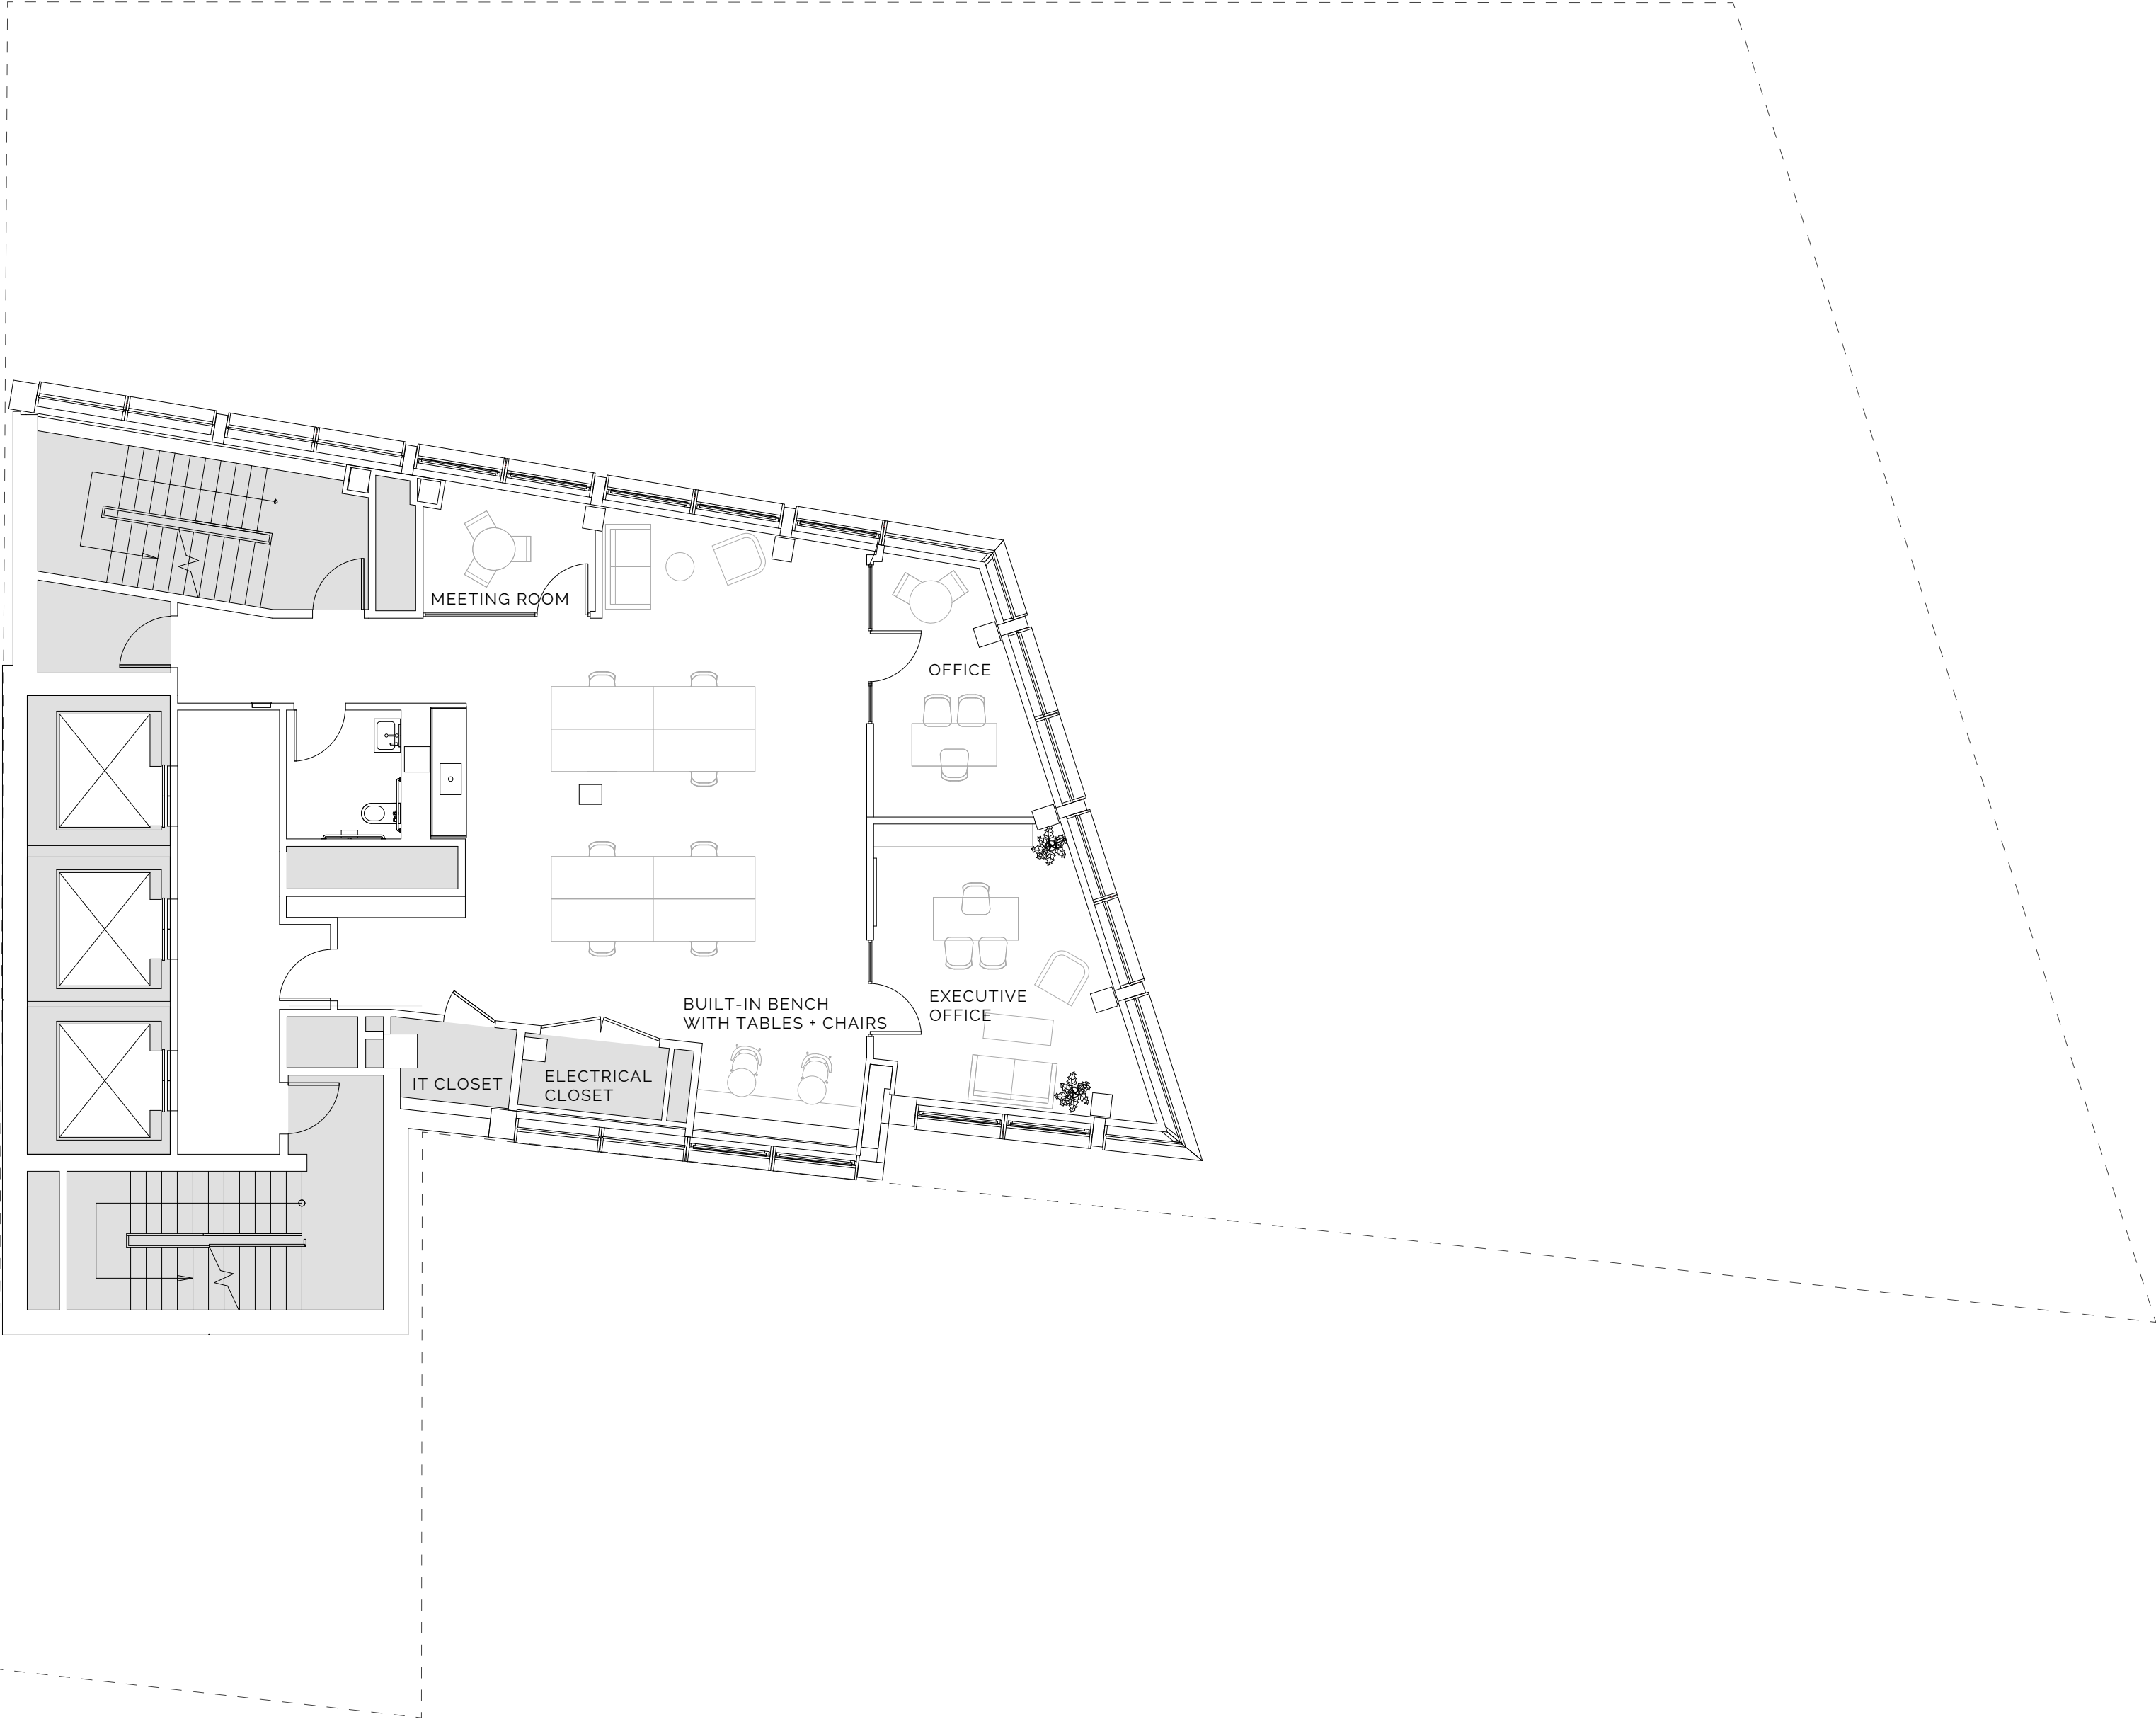 MEETING ROOM
OFFICE
EXECUTIVE
OFFICE
BUILT-IN BENCH
WITH TABLES + CHAIRS
IT CLOSET
ELECTRICAL
CLOSET